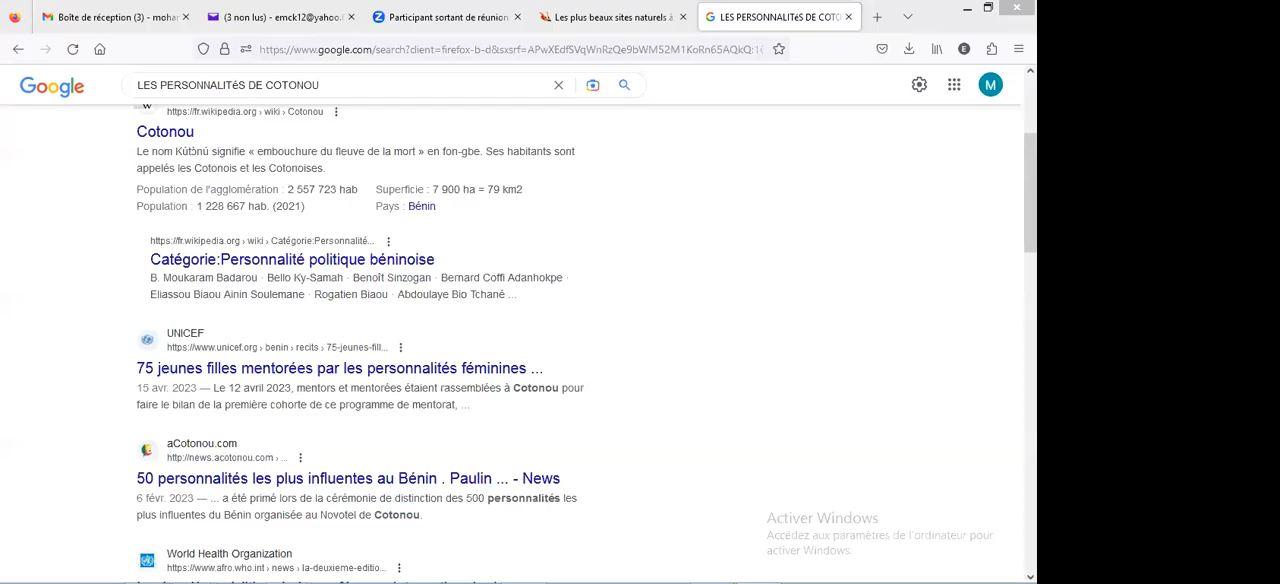 Boîte de réception (3) - mohar
(3 non lus) - emck12@yahoo.
Participant sortant de réunion
Les plus beaux sites naturels à
LES PERSONNALITéS DE COTO
https://www.google.com/search?client=firefox-b-d&sxsrf=APwXEdfSVqWnRzQe9bWM52M1KoRn65AQkQ:16
Google
LES PERSONNALITéS DE COTONOU
M
https://fr.wikipedia.org › wiki › Cotonou
Cotonou
Le nom Kútɔ̀nú signifie « embouchure du fleuve de la mort » en fon-gbe. Ses habitants sont
appelés les Cotonois et les Cotonoises.
Population de l'agglomération : 2 557 723 hab Superficie : 7 900 ha = 79 km2
Population : 1 228 667 hab. (2021) Pays : Bénin
https://fr.wikipedia.org › wiki › Catégorie:Personnalité...
Catégorie:Personnalité politique béninoise
B. Moukaram Badarou · Bello Ky-Samah · Benoît Sinzogan · Bernard Coffi Adanhokpe ·
Eliassou Biaou Ainin Soulemane · Rogatien Biaou · Abdoulaye Bio Tchané ...
UNICEF
https://www.unicef.org › benin › recits › 75-jeunes-fill...
75 jeunes filles mentorées par les personnalités féminines ...
15 avr. 2023 — Le 12 avril 2023, mentors et mentorées étaient rassemblées à Cotonou pour
faire le bilan de la première cohorte de ce programme de mentorat, ...
aCotonou.com
http://news.acotonou.com › ...
50 personnalités les plus influentes au Bénin . Paulin ... - News
6 févr. 2023 — ... a été primé lors de la cérémonie de distinction des 500 personnalités les
plus influentes du Bénin organisée au Novotel de Cotonou.
World Health Organization
https://www.afro.who.int › news › la-deuxieme-editio...
Activer Windows
Accédez aux paramètres de l'ordinateur pour
activer Windows.